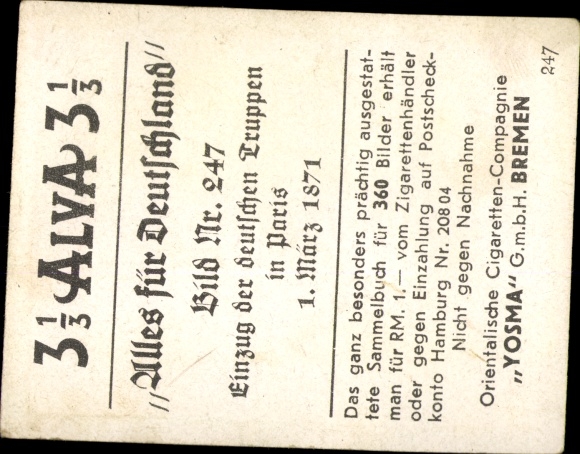 3⅓ ALVA 3⅓
„Alles für Deutschland“
Bild Nr. 247
Einzug der deutschen Truppen
in Paris
1. März 1871
Das ganz besonders prächtig ausgestat-
tete Sammelbuch für 360 Bilder erhält
man für RM. 1.— vom Zigarettenhändler
oder gegen Einzahlung auf Postscheck-
konto Hamburg Nr. 20804
Nicht gegen Nachnahme
Orientalische Cigaretten-Compagnie
„YOSMA“ G.m.b.H. BREMEN
247